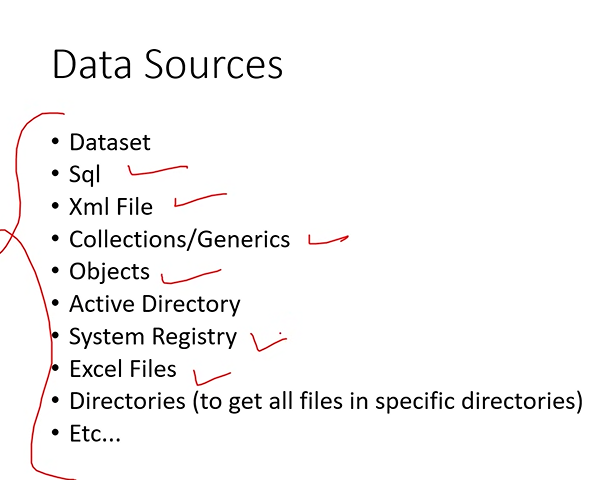 Data Sources
• Dataset
• Sql
• Xml File
• Collections/Generics
• Objects
• Active Directory
• System Registry
• Excel Files
• Directories (to get all files in specific directories)
• Etc...